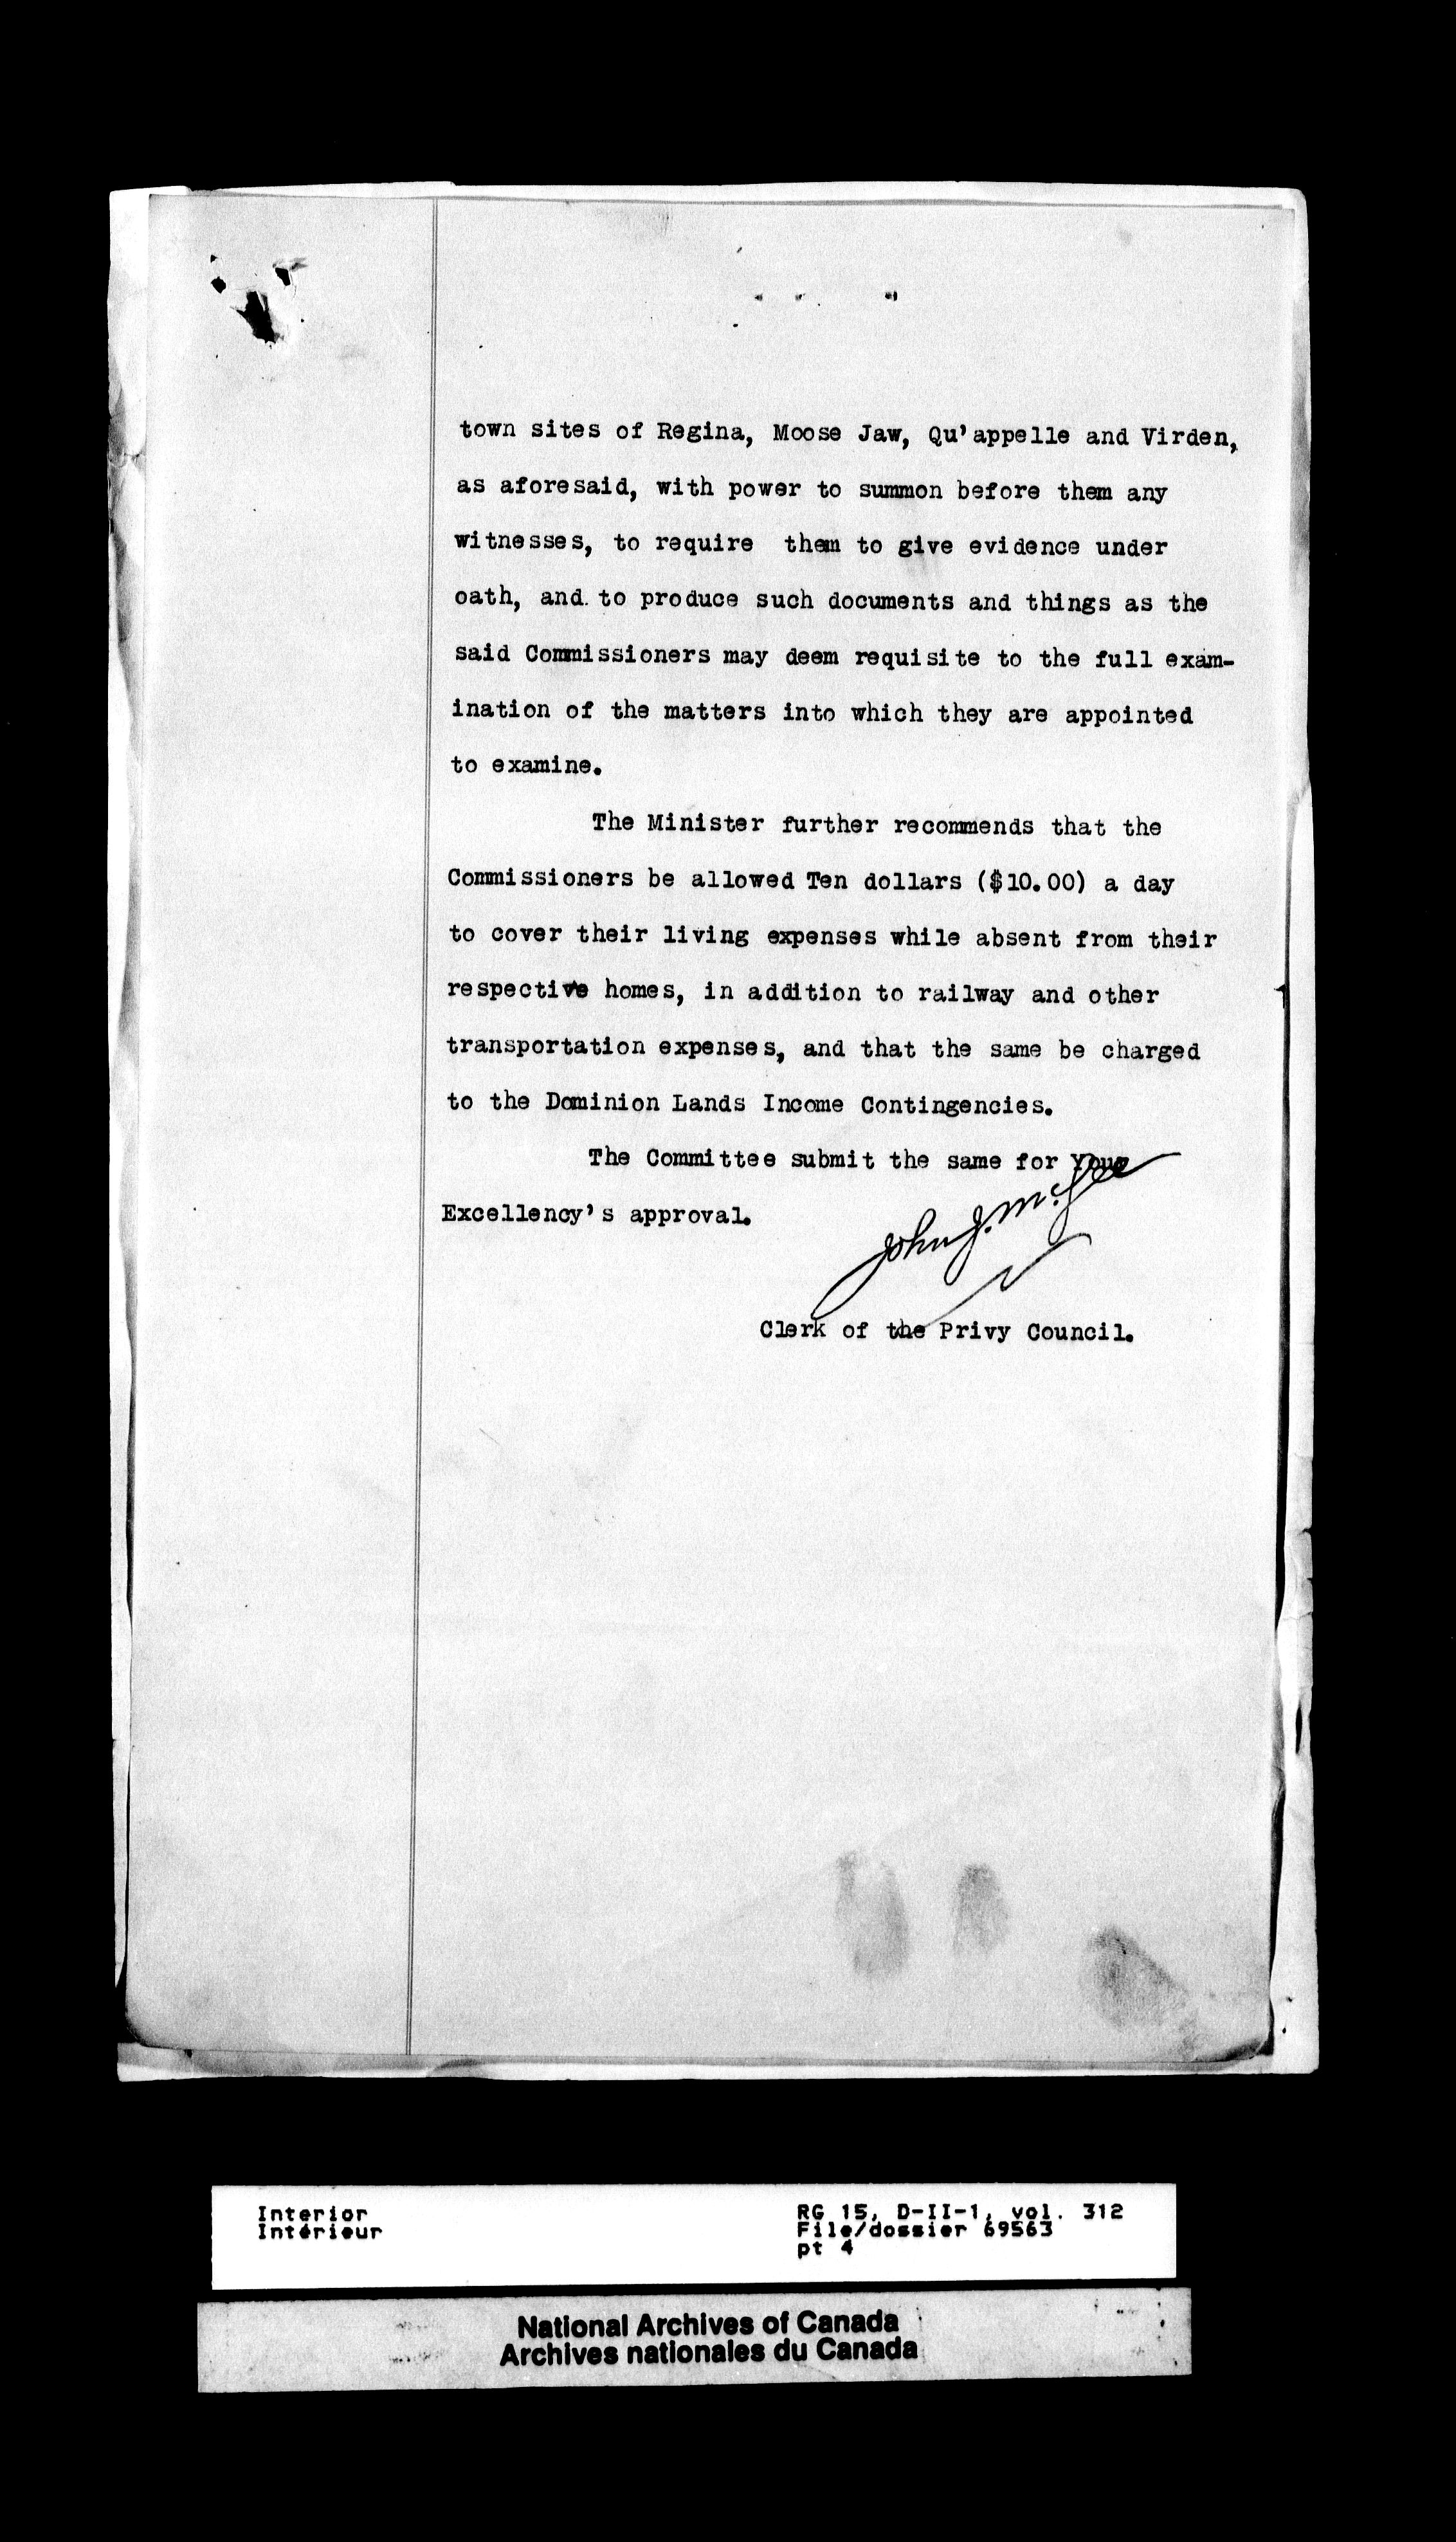 town sites of Regina, Moose Jaw, Qu'appelle and Virden,
as aforesaid, with power to summon before them any
witnesses, to require them to give evidence under
oath, and. to produce such documents and things as the
said Commissioners may deem requisite to the full exam-
ination of the matters into which they are appointed
to examine.
The Minister further recommends that the
Commissioners be allowed Ten dollars ($10.00) a day
to cover their living expenses while absent from their
respective homes, in addition to railway and other
transportation expenses, and that the same be charged
to the Dominion Lands Income Contingencies.
The Committee submit the same for Your
Excellency's approval.
John J. McGee
Clerk of the Privy Council.
Interior
Intérieur
RG 15, D-II-1, vol. 312
File/dossier 69563
pt 4
National Archives of Canada
Archives nationales du Canada